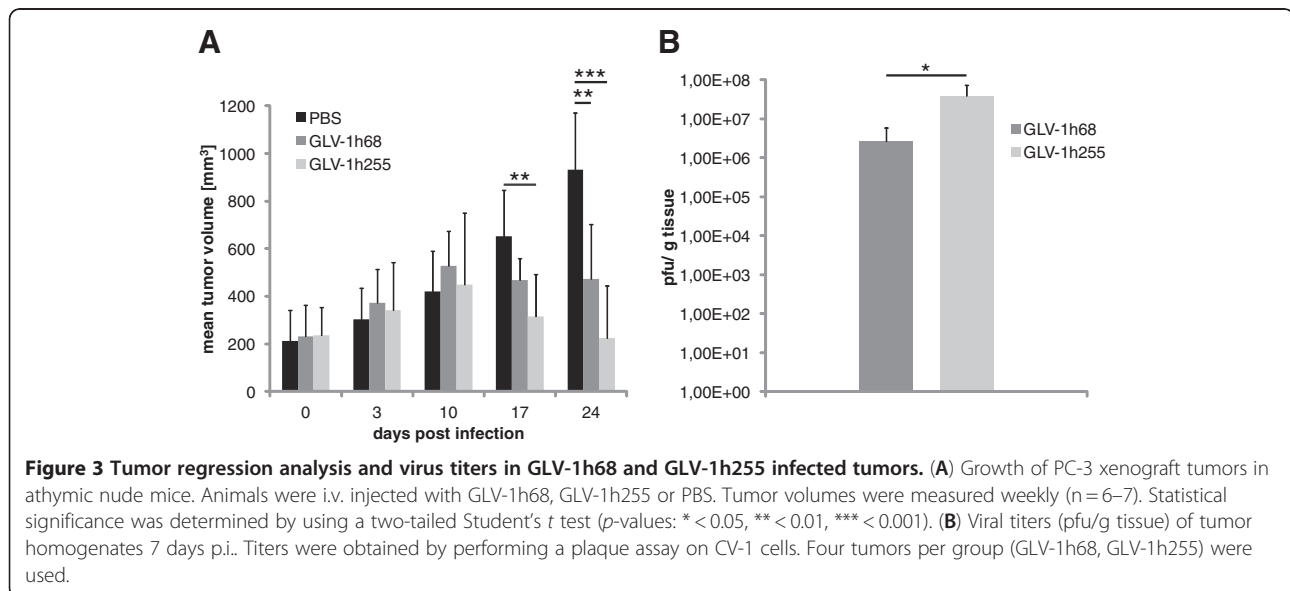 A
B
***
**
**
1200
1000
800
600
400
200
0
mean tumor volume [mm³]
PBS
GLV-1h68
GLV-1h255
0 3 10 17 24
days post infection
*
1,00E+08
1,00E+07
1,00E+06
1,00E+05
1,00E+04
1,00E+03
1,00E+02
1,00E+01
1,00E+00
pfu/ g tissue
GLV-1h68
GLV-1h255
Figure 3 Tumor regression analysis and virus titers in GLV-1h68 and GLV-1h255 infected tumors. (A) Growth of PC-3 xenograft tumors in
athymic nude mice. Animals were i.v. injected with GLV-1h68, GLV-1h255 or PBS. Tumor volumes were measured weekly (n = 6–7). Statistical
significance was determined by using a two-tailed Student's t test (p-values: * < 0.05, ** < 0.01, *** < 0.001). (B) Viral titers (pfu/g tissue) of tumor
homogenates 7 days p.i.. Titers were obtained by performing a plaque assay on CV-1 cells. Four tumors per group (GLV-1h68, GLV-1h255) were
used.